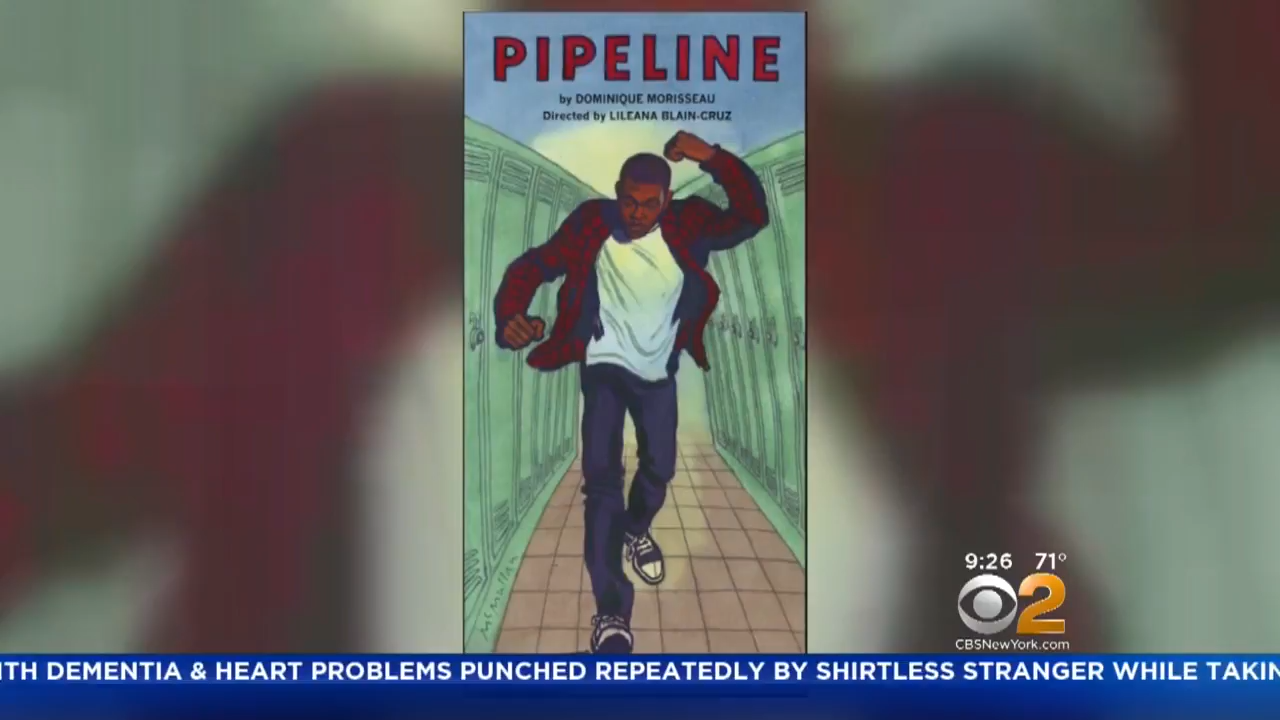 PIPELINE
by DOMINIQUE MORISSEAU
Directed by LILEANA BLAIN-CRUZ
McMullan
9:26 71°
2
CBSNewYork.com
ITH DEMENTIA & HEART PROBLEMS PUNCHED REPEATEDLY BY SHIRTLESS STRANGER WHILE TAKIN